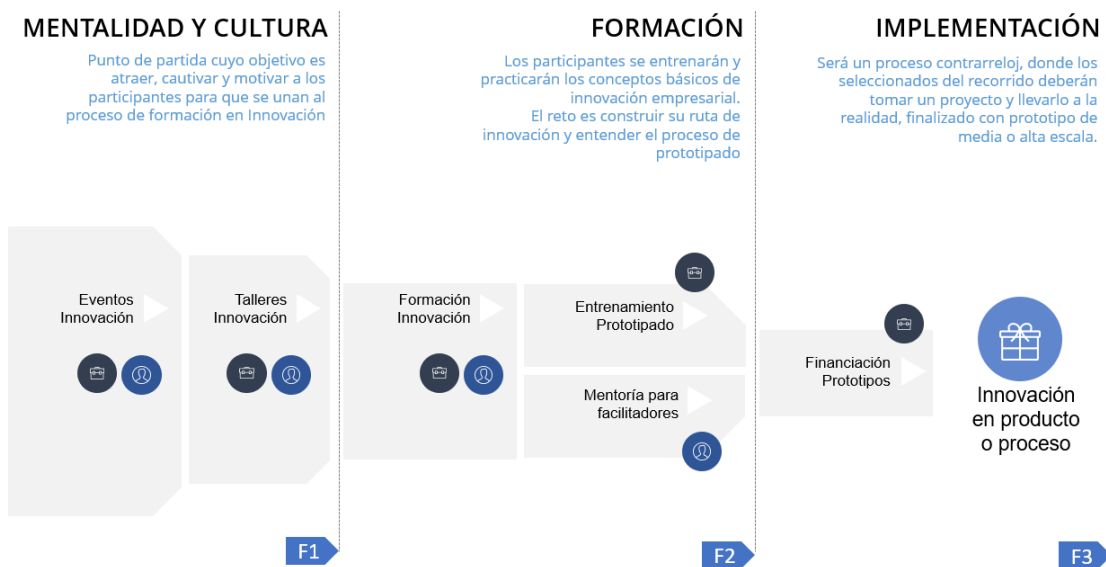 MENTALIDAD Y CULTURA
Punto de partida cuyo objetivo es
atraer, cautivar y motivar a los
participantes para que se unan al
proceso de formación en Innovación
FORMACIÓN
Los participantes se entrenarán y
practicarán los conceptos básicos de
innovación empresarial.
El reto es construir su ruta de
innovación y entender el proceso de
prototipado
IMPLEMENTACIÓN
Será un proceso contrarreloj, donde los
seleccionados del recorrido deberán
tomar un proyecto y llevarlo a la
realidad, finalizado con prototipo de
media o alta escala.
Eventos
Innovación
Talleres
Innovación
Formación
Innovación
Entrenamiento
Prototipado
Mentoría para
facilitadores
Financiación
Prototipos
Innovación
en producto
o proceso
F1
F2
F3